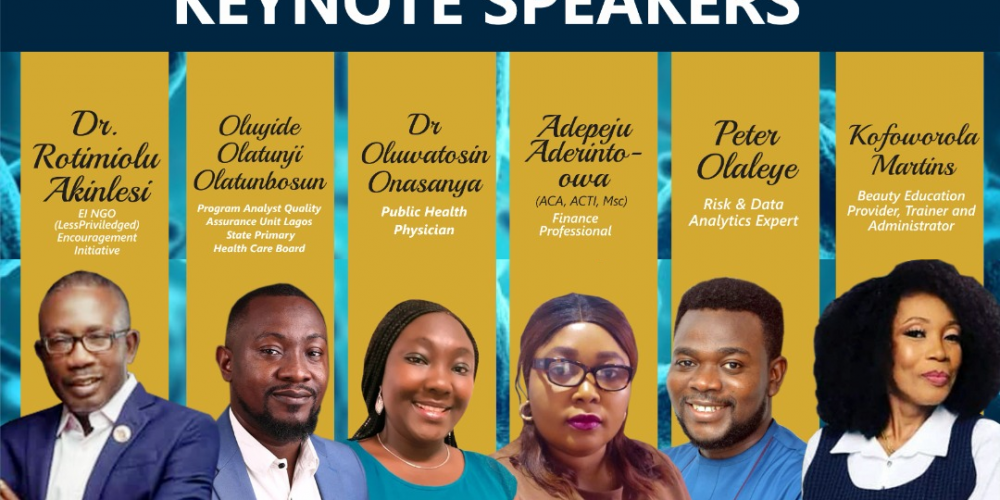 KEYNOTE SPEAKERS
Dr.
Rotimiolu
Akinlesi
EI NGO
(LessPriviledged)
Encouragement
Initiative
Oluyide
Olatunji
Olatunbosun
Program Analyst Quality
Assurance Unit Lagos
State Primary
Health Care Board
Dr
Oluwatosin
Onasanya
Public Health
Physician
Adepeju
Aderinto-
owa
(ACA, ACTI, Msc)
Finance
Professional
Peter
Olaleye
Risk & Data
Analytics Expert
Kofoworola
Martins
Beauty Education
Provider, Trainer and
Administrator